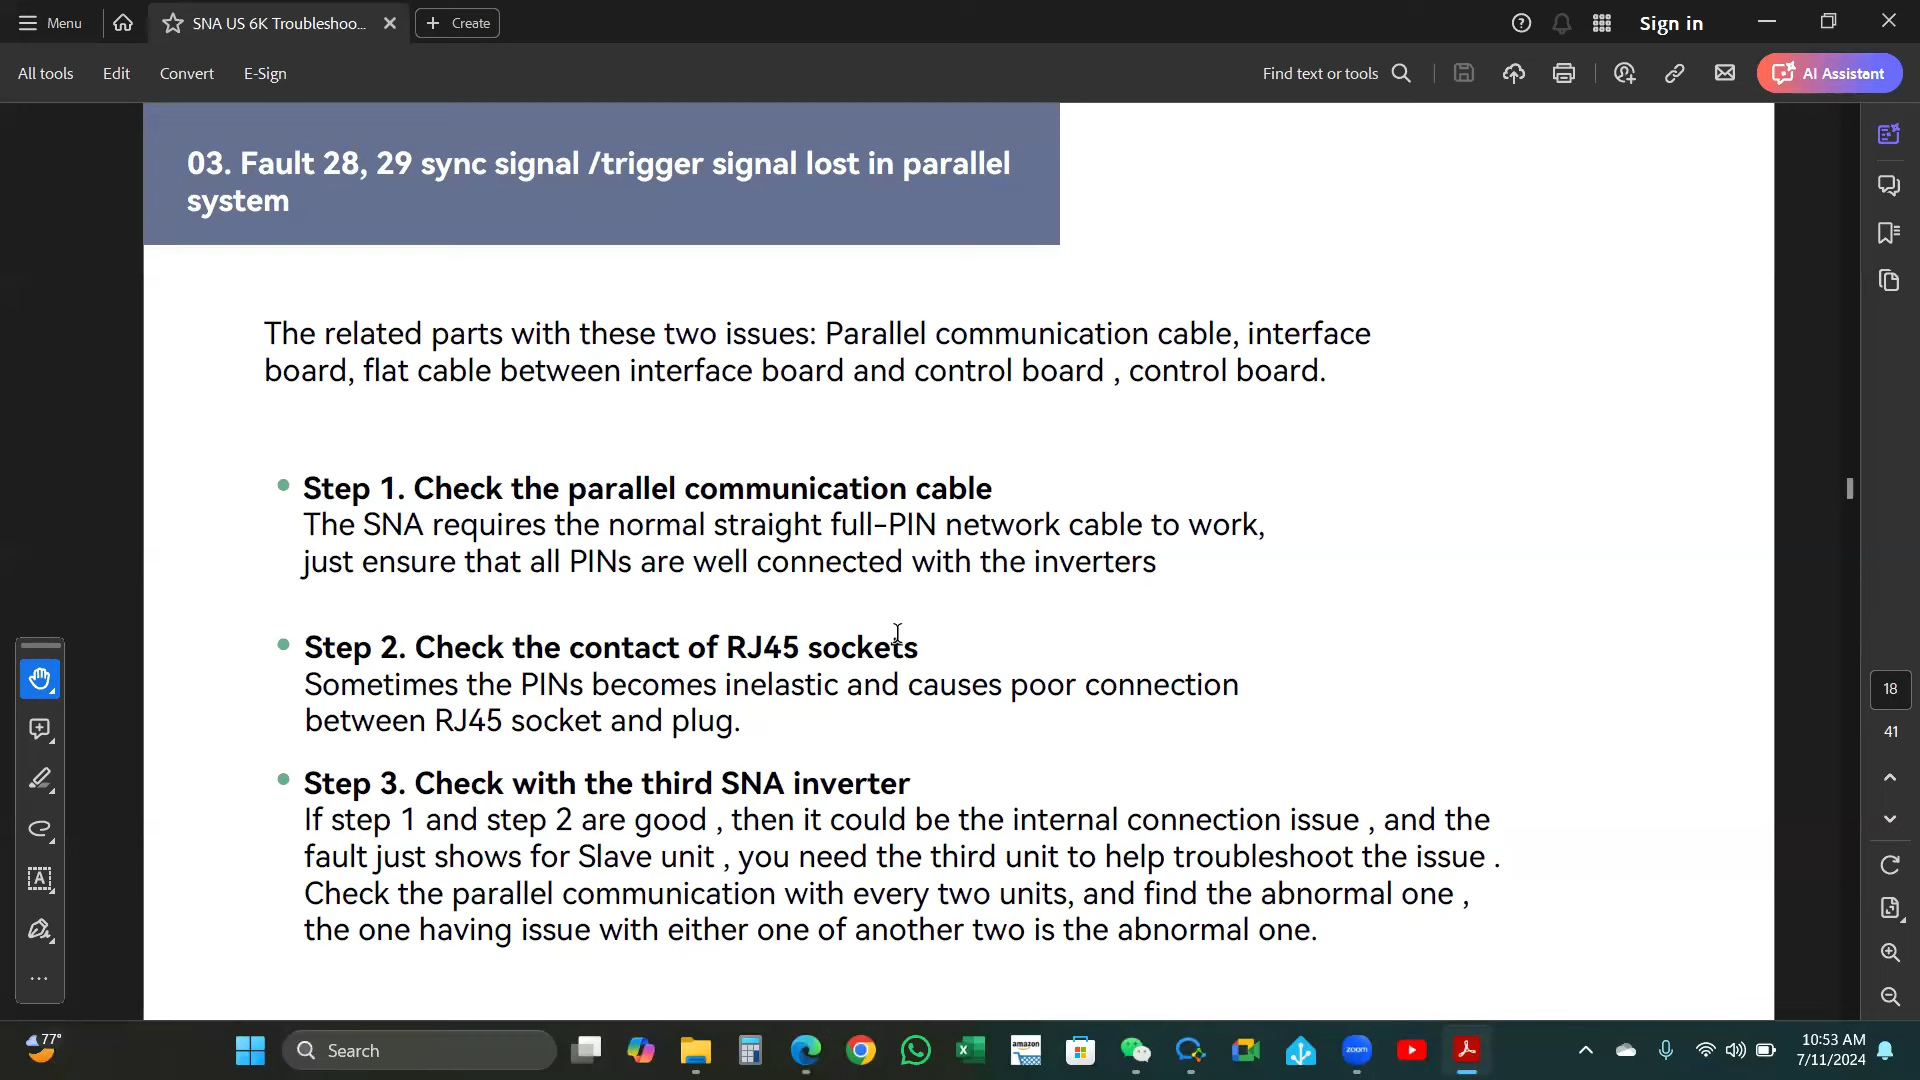 Menu
SNA US 6K Troubleshoo...
Create
Sign in
All tools
Edit
Convert
E-Sign
Find text or tools
AI Assistant
03. Fault 28, 29 sync signal /trigger signal lost in parallel
system
The related parts with these two issues: Parallel communication cable, interface
board, flat cable between interface board and control board , control board.
Step 1. Check the parallel communication cable
The SNA requires the normal straight full-PIN network cable to work,
just ensure that all PINs are well connected with the inverters
Step 2. Check the contact of RJ45 sockets
Sometimes the PINs becomes inelastic and causes poor connection
between RJ45 socket and plug.
Step 3. Check with the third SNA inverter
If step 1 and step 2 are good , then it could be the internal connection issue , and the
fault just shows for Slave unit , you need the third unit to help troubleshoot the issue .
Check the parallel communication with every two units, and find the abnormal one ,
the one having issue with either one of another two is the abnormal one.
18
41
77°
Search
amazon
zoom
10:53 AM
7/11/2024